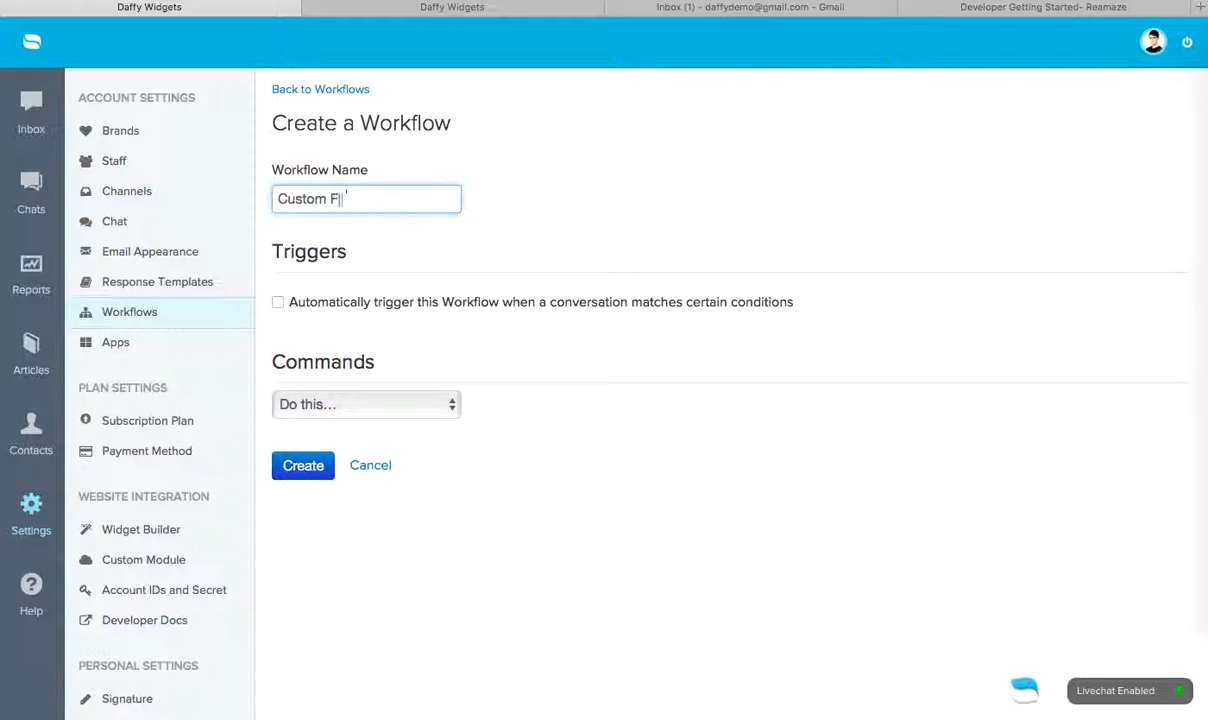 Daffy Widgets
Daffy Widgets
Inbox (1) - daffydemo@gmail.com - Gmail
Developer Getting Started- Reamaze
Inbox
Chats
Reports
Articles
Contacts
Settings
Help
ACCOUNT SETTINGS
Brands
Staff
Channels
Chat
Email Appearance
Response Templates
Workflows
Apps
PLAN SETTINGS
Subscription Plan
Payment Method
WEBSITE INTEGRATION
Widget Builder
Custom Module
Account IDs and Secret
Developer Docs
PERSONAL SETTINGS
Signature
Back to Workflows
Create a Workflow
Workflow Name
Custom F
Triggers
Automatically trigger this Workflow when a conversation matches certain conditions
Commands
Do this...
Create
Cancel
Livechat Enabled